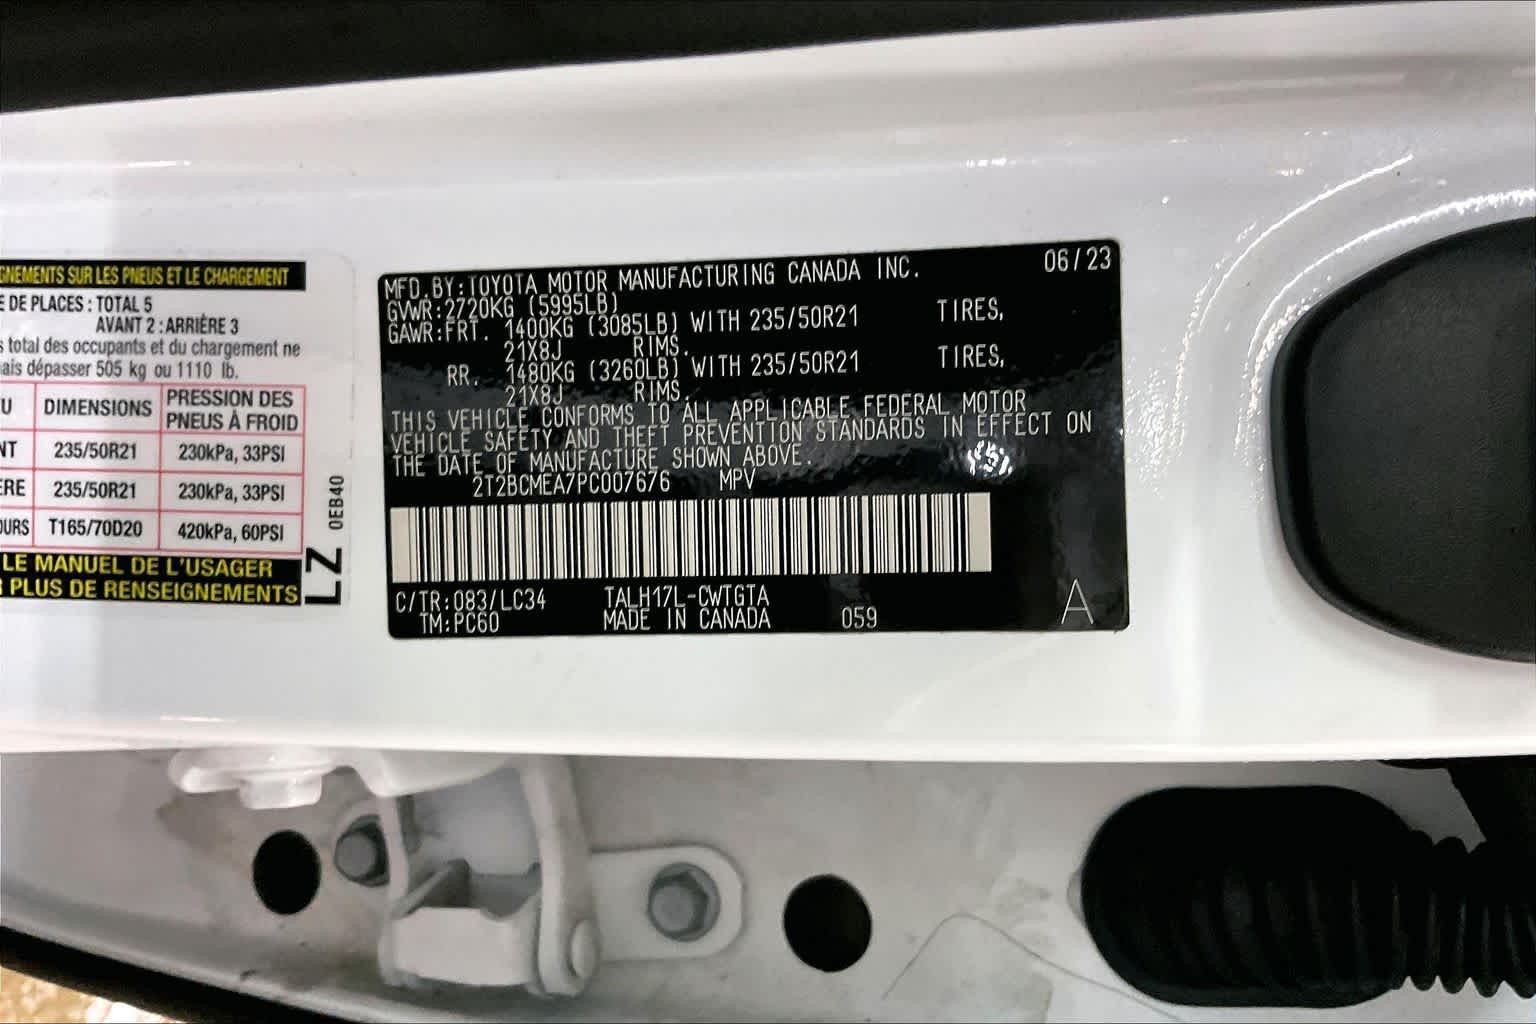 GNEMENTS SUR LES PNEUS ET LE CHARGEMENT
E DE PLACES : TOTAL 5
AVANT 2 : ARRIÈRE 3
s total des occupants et du chargement ne
ais dépasser 505 kg ou 1110 lb.
U DIMENSIONS PRESSION DES PNEUS À FROID
NT 235/50R21 230kPa, 33PSI
ERE 235/50R21 230kPa, 33PSI
OURS T165/70D20 420kPa, 60PSI
LE MANUEL DE L'USAGER
R PLUS DE RENSEIGNEMENTS
LZ 0EB40
MFD.BY:TOYOTA MOTOR MANUFACTURING CANADA INC. 06/23
GVWR:2720KG (5995LB)
GAWR:FRT. 1400KG (3085LB) WITH 235/50R21 TIRES,
21X8J RIMS.
RR. 1480KG (3260LB) WITH 235/50R21 TIRES,
21X8J RIMS.
THIS VEHICLE CONFORMS TO ALL APPLICABLE FEDERAL MOTOR
VEHICLE SAFETY AND THEFT PREVENTION STANDARDS IN EFFECT ON
THE DATE OF MANUFACTURE SHOWN ABOVE.
2T2BCMEA7PC007676 MPV
C/TR:083/LC34 TALH17L-CWTGTA
TM:PC60 MADE IN CANADA 059 A